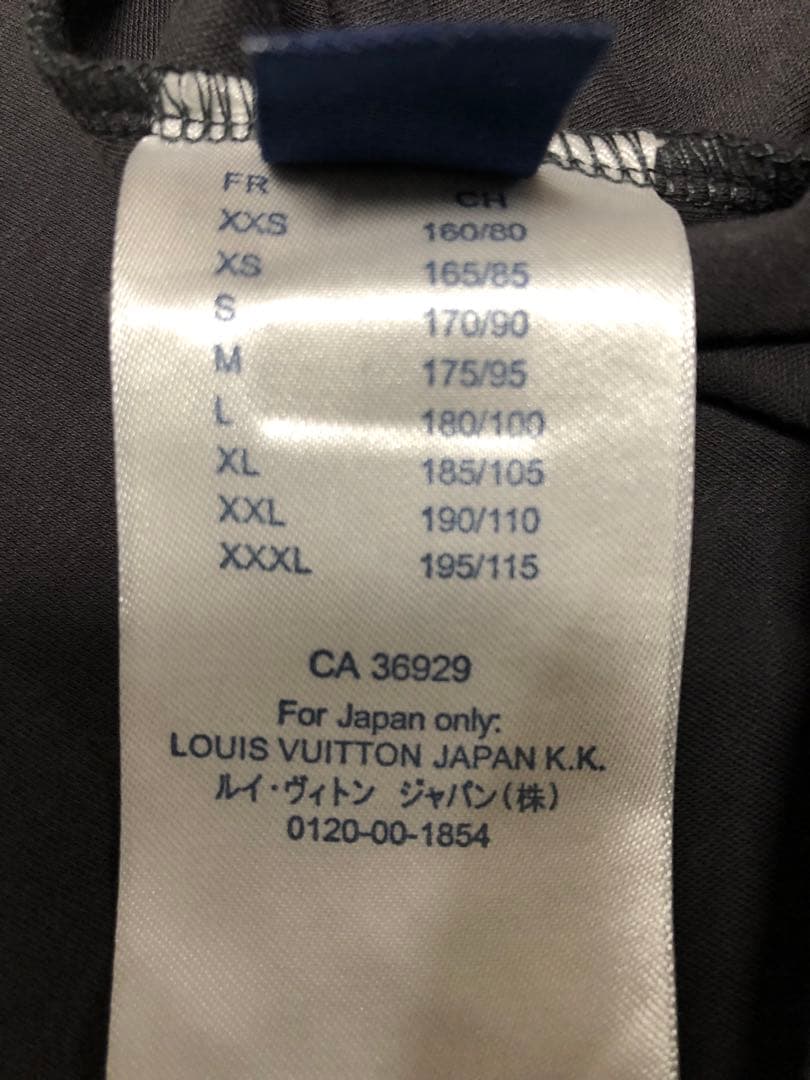 FR CH
XXS 160/80
XS 165/85
S 170/90
M 175/95
L 180/100
XL 185/105
XXL 190/110
XXXL 195/115
CA 36929
For Japan only:
LOUIS VUITTON JAPAN K.K.
ルイ・ヴィトン ジャパン(株)
0120-00-1854